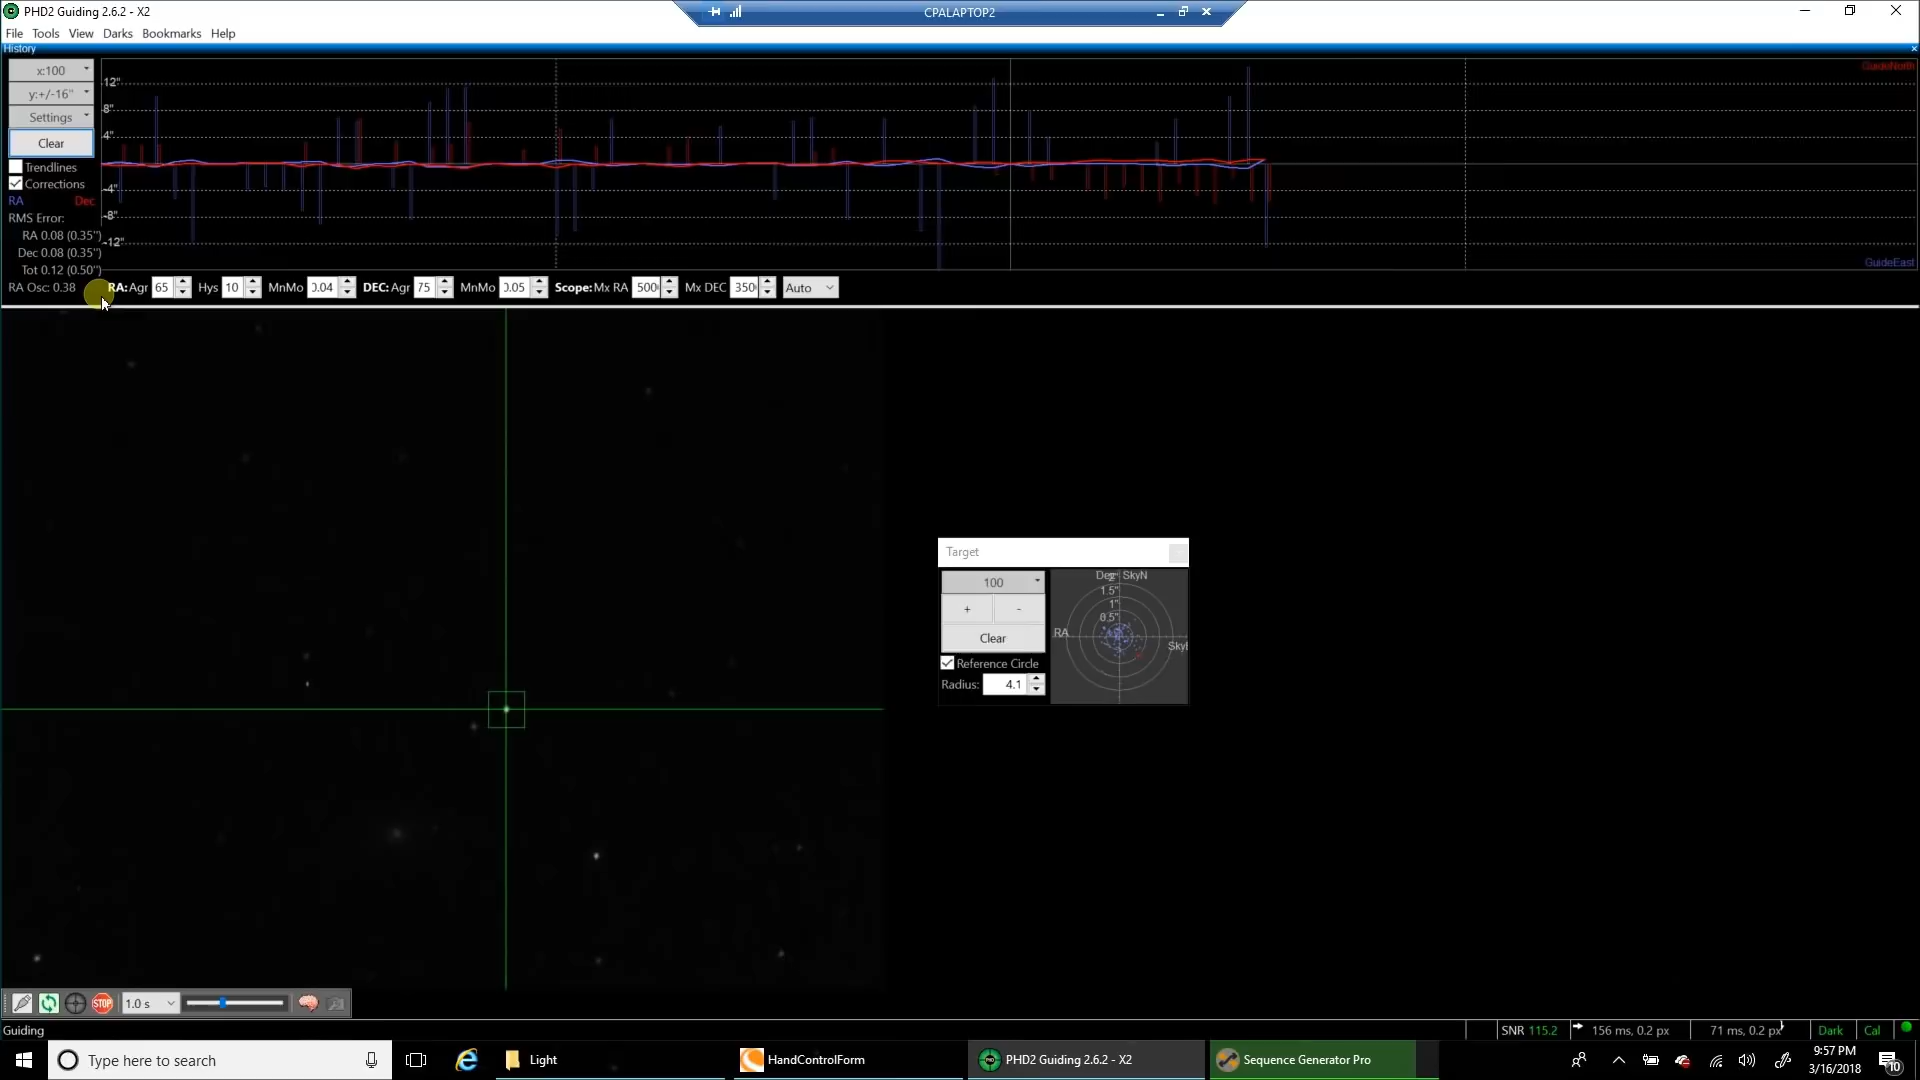 PHD2 Guiding 2.6.2 - X2
CPALAPTOP2
File Tools View Darks Bookmarks Help
History
x:100
y:+/-16"
Settings
Clear
Trendlines
Corrections
RA Dec
RMS Error:
RA 0.08 (0.35")
Dec 0.08 (0.35")
Tot 0.12 (0.50")
RA Osc: 0.38
12"
8"
4"
-4"
-8"
-12"
GuideNorth
GuideEast
RA: Agr 65 Hys 10 MnMo 0.04 DEC: Agr 75 MnMo 0.05 Scope: Mx RA 500 Mx DEC 350 Auto
Target
100
+ -
Clear
Reference Circle
Radius: 4.1
Dec SkyN
2"
1.5"
1"
0.5"
RA
SkyE
STOP
1.0 s
Guiding
SNR 115.2 156 ms, 0.2 px 71 ms, 0.2 px Dark Cal
Type here to search
Light
HandControlForm
PHD2 Guiding 2.6.2 - X2
Sequence Generator Pro
9:57 PM
3/16/2018
10